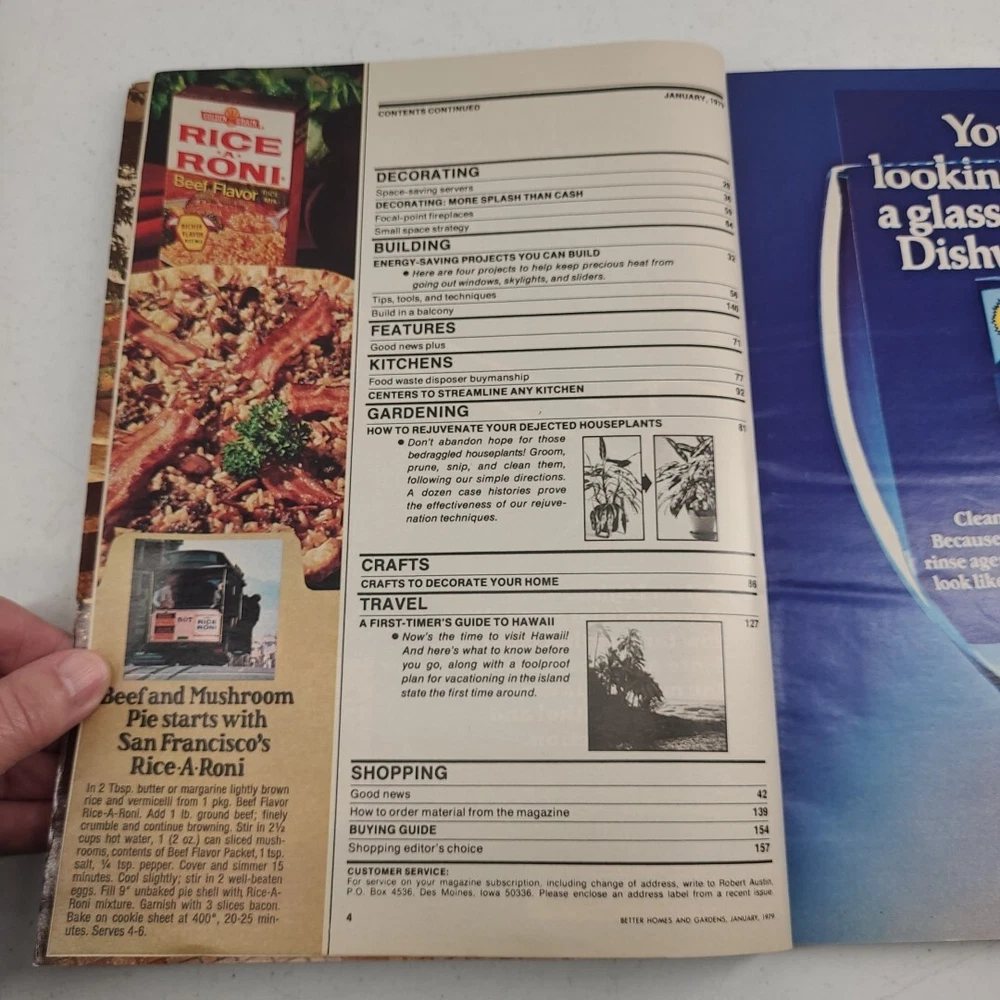 RICE
·A·
RONI
Beef Flavor
RICHER
FLAVOR
Beef and Mushroom
Pie starts with
San Francisco's
Rice·A·Roni
In 2 Tbsp. butter or margarine lightly brown
rice and vermicelli from 1 pkg. Beef Flavor
Rice-A-Roni. Add 1 lb. ground beef; finely
crumble and continue browning. Stir in 2½
cups hot water, 1 (2 oz.) can sliced mush-
rooms, contents of Beef Flavor Packet, 1 tsp.
salt, ¼ tsp. pepper. Cover and simmer 15
minutes. Cool slightly; stir in 2 well-beaten
eggs. Fill 9" unbaked pie shell with Rice-A-
Roni mixture. Garnish with 3 slices bacon.
Bake on cookie sheet at 400°, 20-25 min-
utes. Serves 4-6.
CONTENTS CONTINUED JANUARY, 1979
DECORATING
Space-saving servers
DECORATING: MORE SPLASH THAN CASH
Focal-point fireplaces
Small space strategy
BUILDING
ENERGY-SAVING PROJECTS YOU CAN BUILD
● Here are four projects to help keep precious heat from
going out windows, skylights, and sliders.
Tips, tools, and techniques 56
Build in a balcony 146
FEATURES
Good news plus 71
KITCHENS
Food waste disposer buymanship 77
CENTERS TO STREAMLINE ANY KITCHEN 92
GARDENING
HOW TO REJUVENATE YOUR DEJECTED HOUSEPLANTS 81
● Don't abandon hope for those
bedraggled houseplants! Groom,
prune, snip, and clean them,
following our simple directions.
A dozen case histories prove
the effectiveness of our rejuve-
nation techniques.
CRAFTS
CRAFTS TO DECORATE YOUR HOME 86
TRAVEL
A FIRST-TIMER'S GUIDE TO HAWAII 127
● Now's the time to visit Hawaii!
And here's what to know before
you go, along with a foolproof
plan for vacationing in the island
state the first time around.
SHOPPING
Good news 42
How to order material from the magazine 139
BUYING GUIDE 154
Shopping editor's choice 157
CUSTOMER SERVICE:
For service on your magazine subscription, including change of address, write to Robert Austin,
P.O. Box 4536, Des Moines, Iowa 50336. Please enclose an address label from a recent issue.
4 BETTER HOMES AND GARDENS, JANUARY, 1979
Yo
lookin
a glass
Dishw
Clean
Because
rinse age
look like